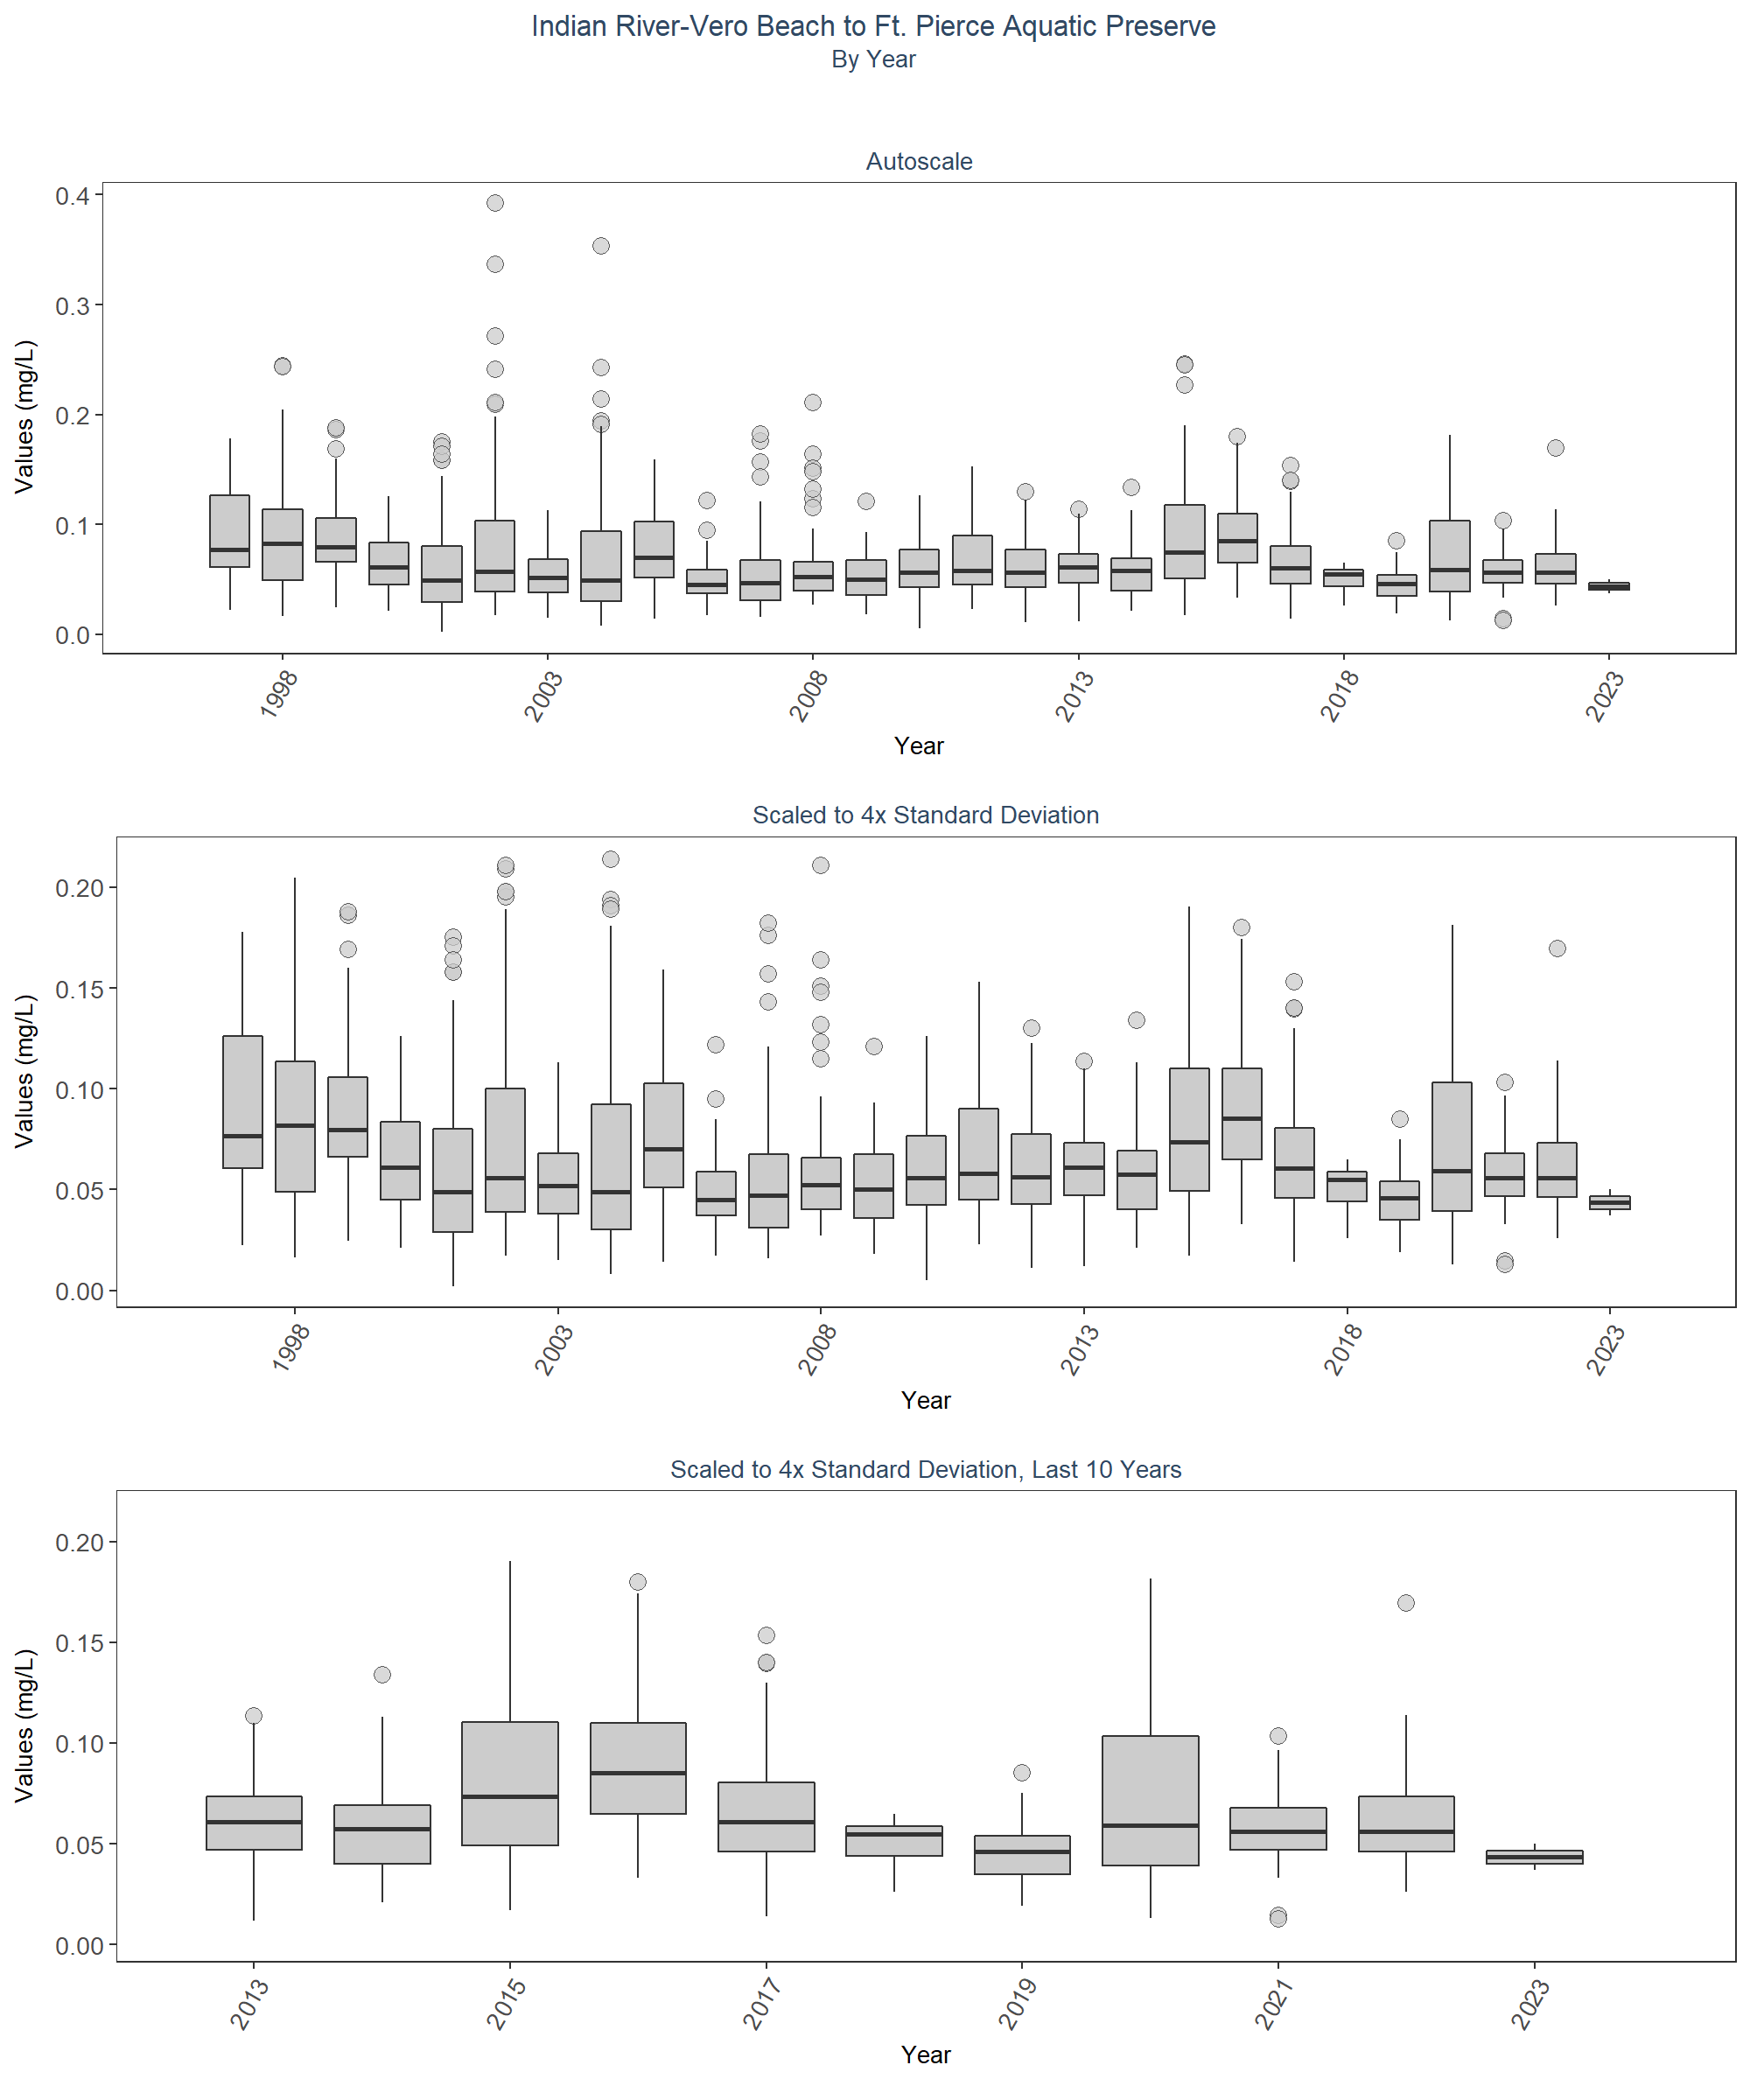 Indian River-Vero Beach to Ft. Pierce Aquatic Preserve
By Year
Autoscale
Values (mg/L)
0.4
0.3
0.2
0.1
0.0
1998 2003 2008 2013 2018 2023
Year
Scaled to 4x Standard Deviation
Values (mg/L)
0.20
0.15
0.10
0.05
0.00
1998 2003 2008 2013 2018 2023
Year
Scaled to 4x Standard Deviation, Last 10 Years
Values (mg/L)
0.20
0.15
0.10
0.05
0.00
2013 2015 2017 2019 2021 2023
Year